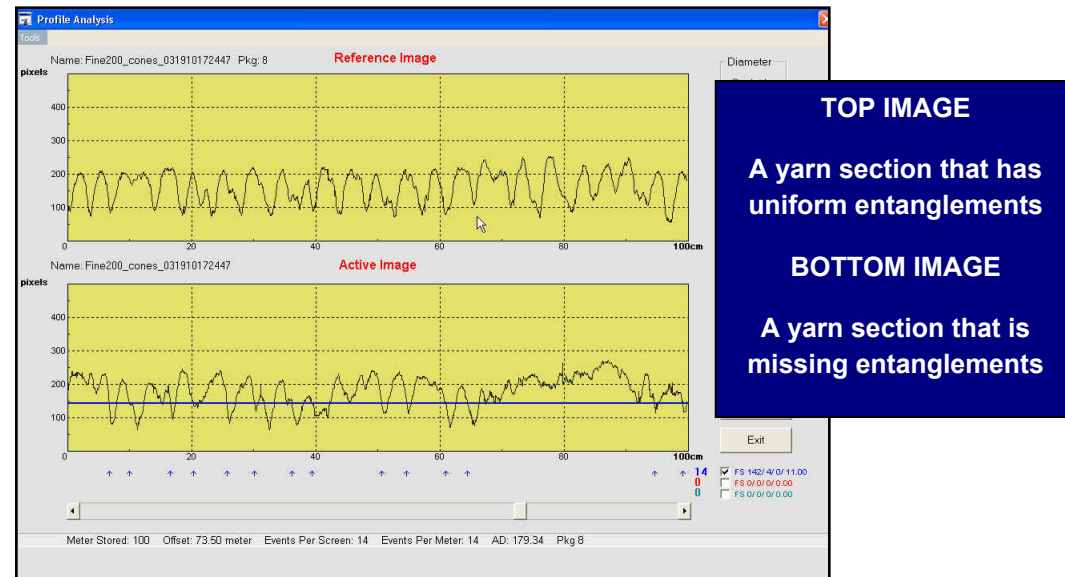 Profile Analysis
Tools
Name: Fine200_cones_031910172447 Pkg: 8 Reference Image
pixels
400
300
200
100
0 20 40 60 80 100cm
Name: Fine200_cones_031910172447 Active Image
pixels
400
300
200
100
0 20 40 60 80 100cm
14
0
0
Diameter
TOP IMAGE
A yarn section that has
uniform entanglements
BOTTOM IMAGE
A yarn section that is
missing entanglements
Exit
FS 142/ 4/ 0/ 11.00
FS 0/ 0/ 0/ 0.00
FS 0/ 0/ 0/ 0.00
Meter Stored: 100 Offset: 73.50 meter Events Per Screen: 14 Events Per Meter: 14 AD: 179.34 Pkg 8